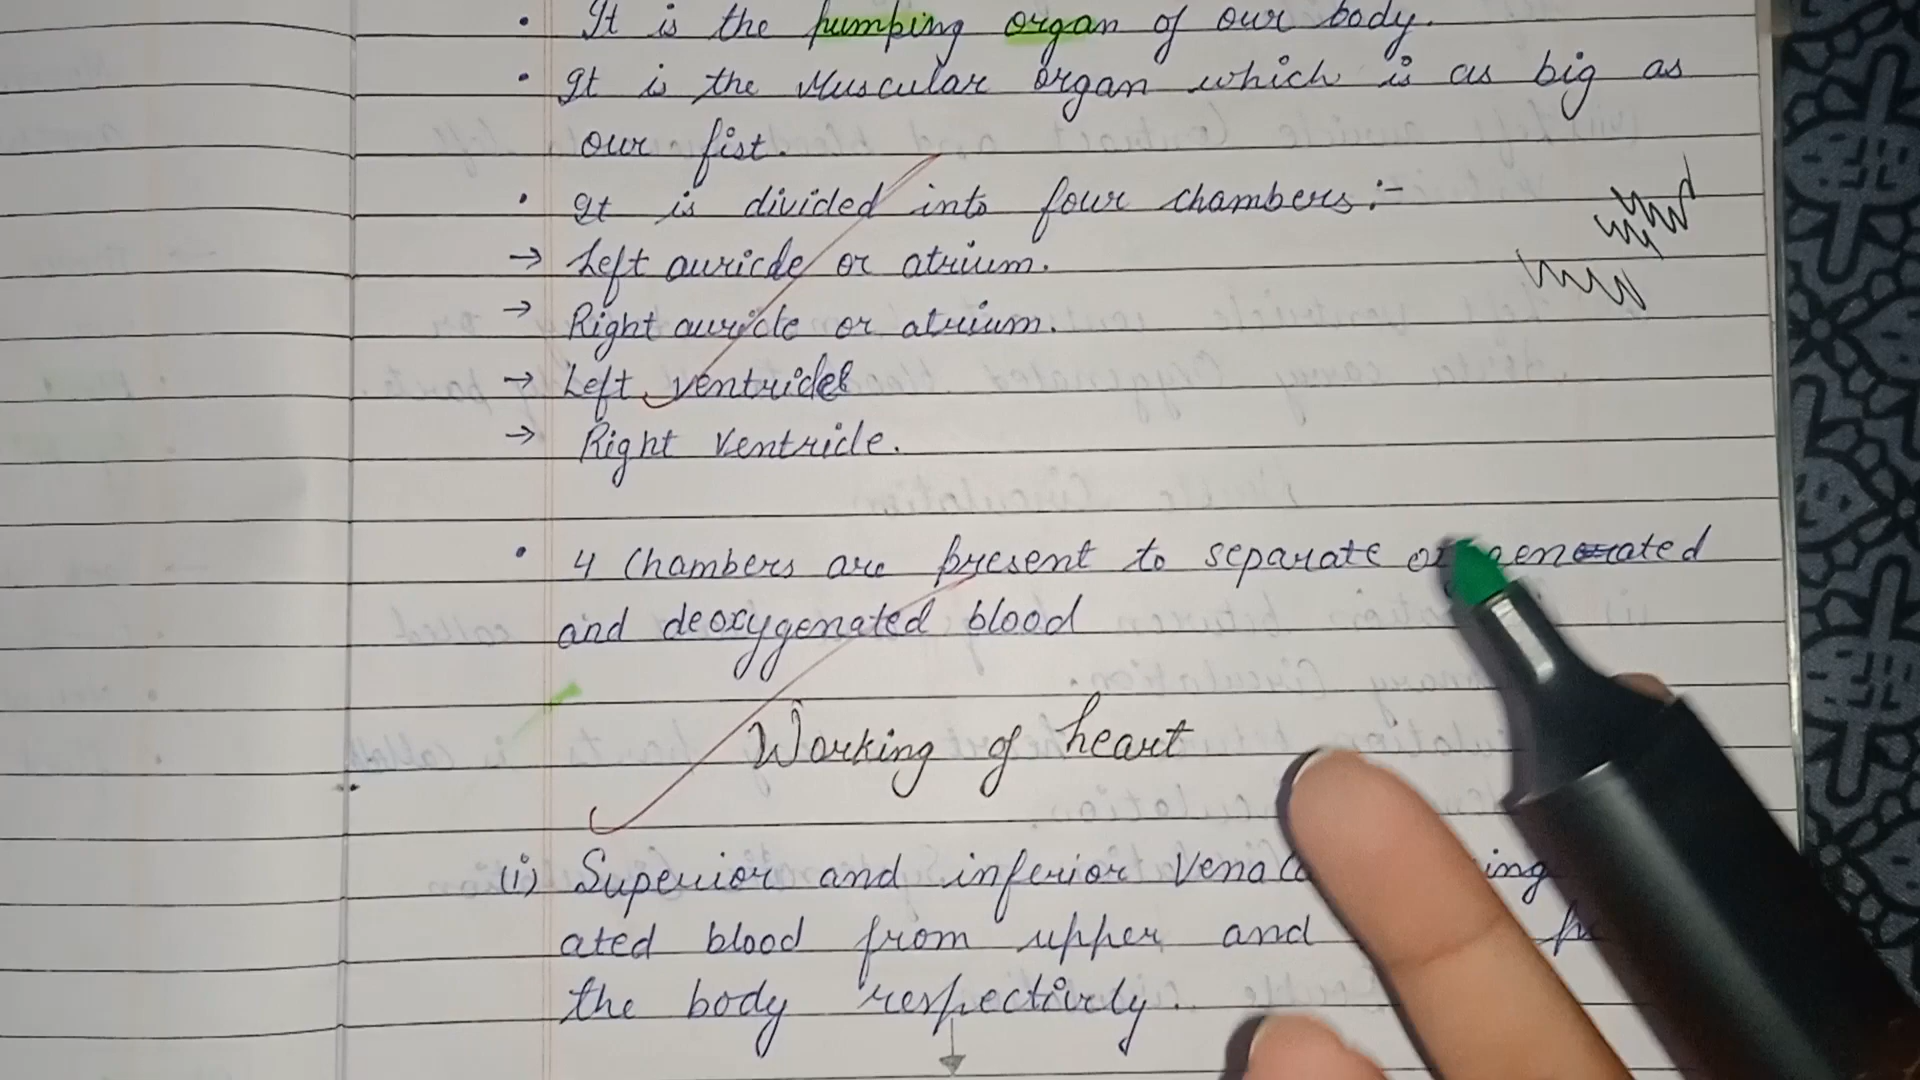 • It is the pumping organ of our body.
• It is the Muscular organ which is as big as
our fist.
• It is divided into four chambers :-
→ Left auricle or atrium.
→ Right auricle or atrium.
→ Left ventricle
→ Right Ventricle.
• 4 Chambers are present to separate
and deoxygenated blood
Working of heart
(i) Superior and inferior Vena
ated blood from upper and
the body respectively.